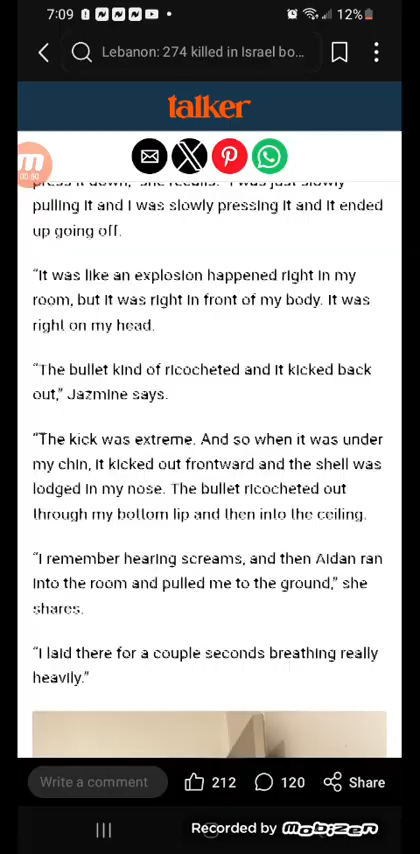 7:09
12%
Lebanon: 274 killed in Israel bo...
talker
00:50
press it down," she recalls. "I was just slowly
pulling it and I was slowly pressing it and it ended
up going off.
"It was like an explosion happened right in my
room, but it was right in front of my body. It was
right on my head.
"The bullet kind of ricocheted and it kicked back
out," Jazmine says.
"The kick was extreme. And so when it was under
my chin, it kicked out frontward and the shell was
lodged in my nose. The bullet ricocheted out
through my bottom lip and then into the ceiling.
"I remember hearing screams, and then Aidan ran
into the room and pulled me to the ground," she
shares.
"I laid there for a couple seconds breathing really
heavily."
Write a comment
212
120
Share
Recorded by mobizen